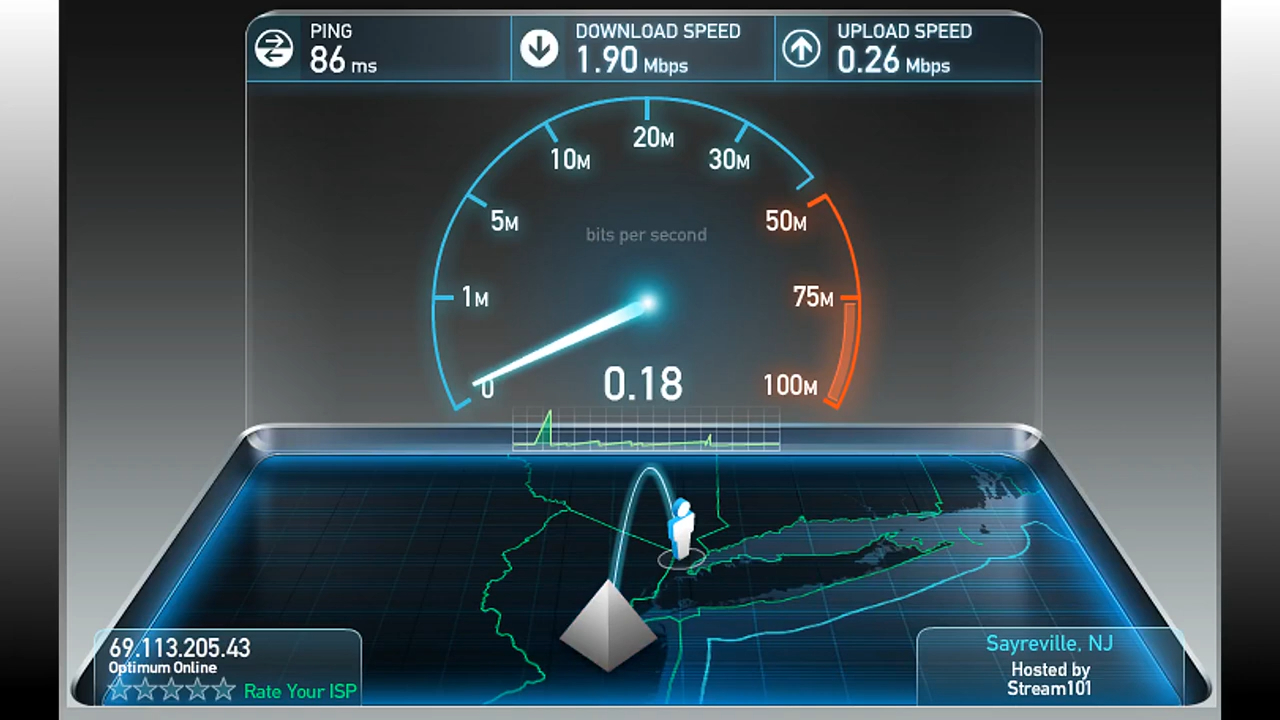 PING
86 ms
DOWNLOAD SPEED
1.90 Mbps
UPLOAD SPEED
0.26 Mbps
20M
10M
30M
5M
50M
bits per second
1M
75M
0
0.18
100M
69.113.205.43
Optimum Online
Rate Your ISP
Sayreville, NJ
Hosted by
Stream101